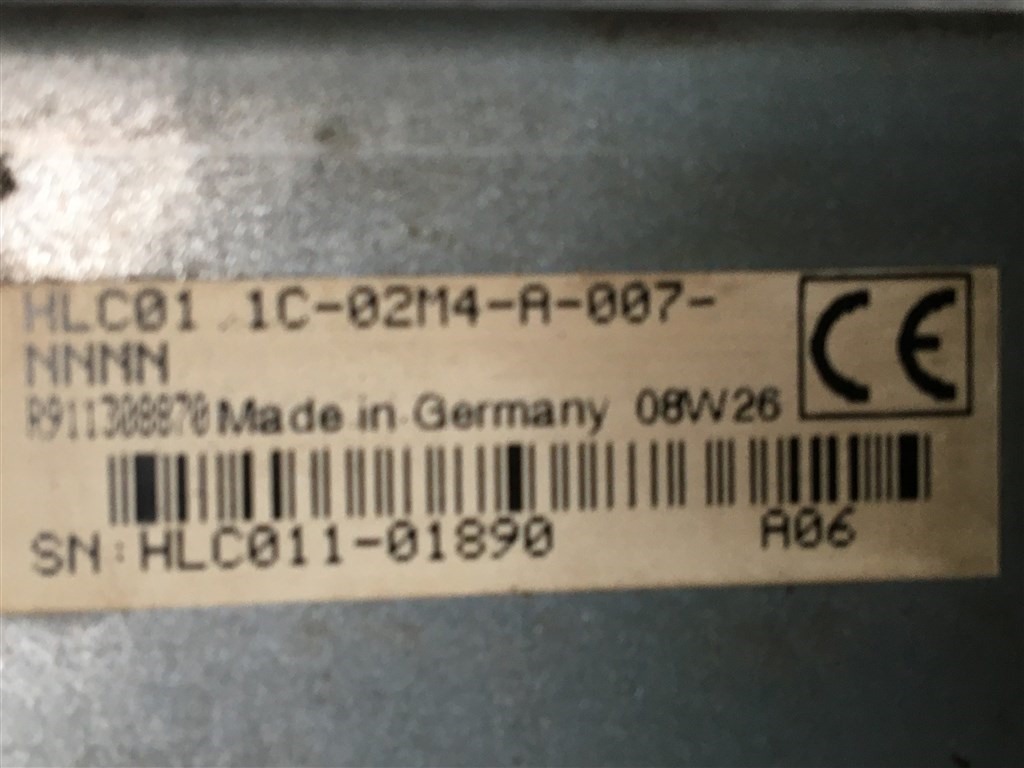 HLC01 1C-02M4-A-007-
NNNN
R911308870 Made in Germany 08W26
CE
SN:HLC011-01890 A06